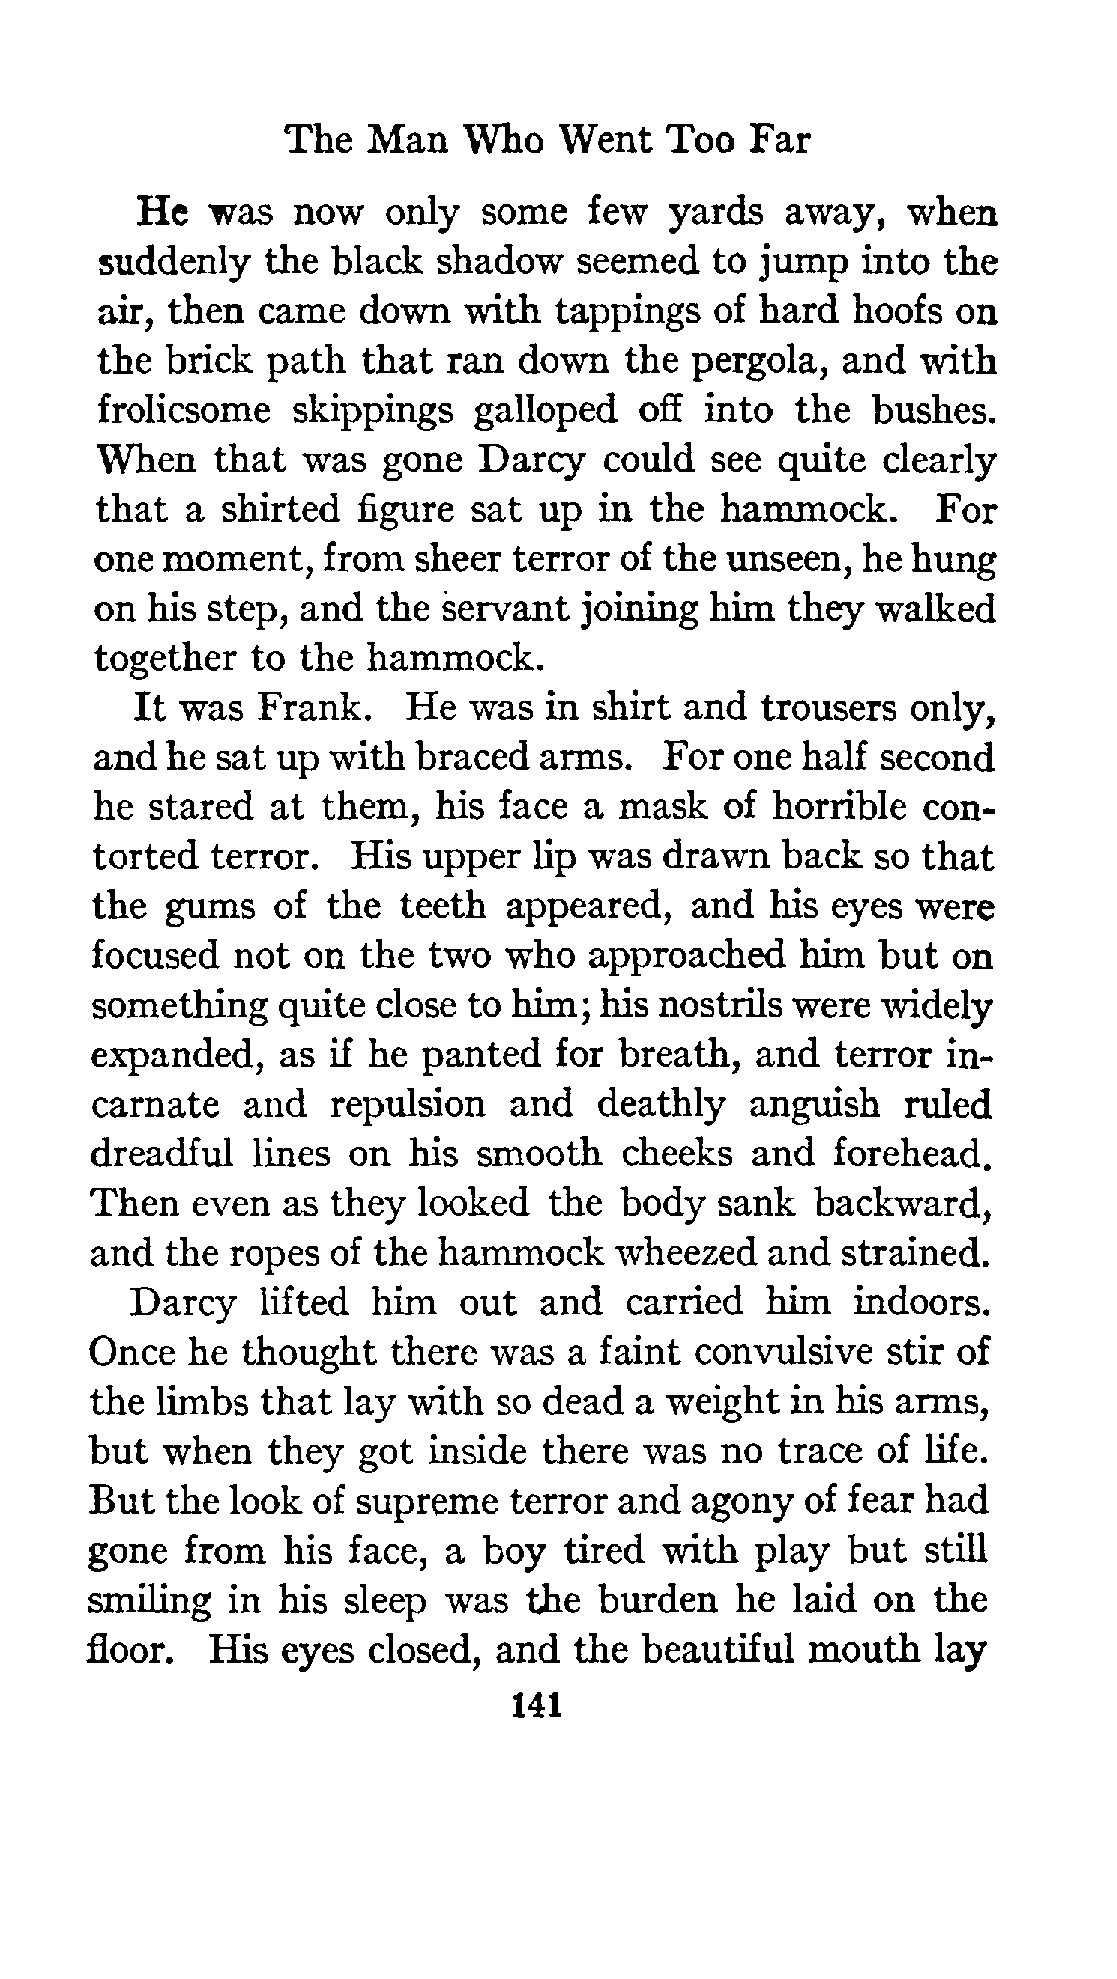 The Man Who Went Too Far
He was now only some few yards away, when
suddenly the black shadow seemed to jump into the
air, then came down with tappings of hard hoofs on
the brick path that ran down the pergola, and with
frolicsome skippings galloped off into the bushes.
When that was gone Darcy could see quite clearly
that a shirted figure sat up in the hammock. For
one moment, from sheer terror of the unseen, he hung
on his step, and the servant joining him they walked
together to the hammock.
It was Frank. He was in shirt and trousers only,
and he sat up with braced arms. For one half second
he stared at them, his face a mask of horrible con-
torted terror. His upper lip was drawn back so that
the gums of the teeth appeared, and his eyes were
focused not on the two who approached him but on
something quite close to him; his nostrils were widely
expanded, as if he panted for breath, and terror in-
carnate and repulsion and deathly anguish ruled
dreadful lines on his smooth cheeks and forehead.
Then even as they looked the body sank backward,
and the ropes of the hammock wheezed and strained.
Darcy lifted him out and carried him indoors.
Once he thought there was a faint convulsive stir of
the limbs that lay with so dead a weight in his arms,
but when they got inside there was no trace of life.
But the look of supreme terror and agony of fear had
gone from his face, a boy tired with play but still
smiling in his sleep was the burden he laid on the
floor. His eyes closed, and the beautiful mouth lay
141